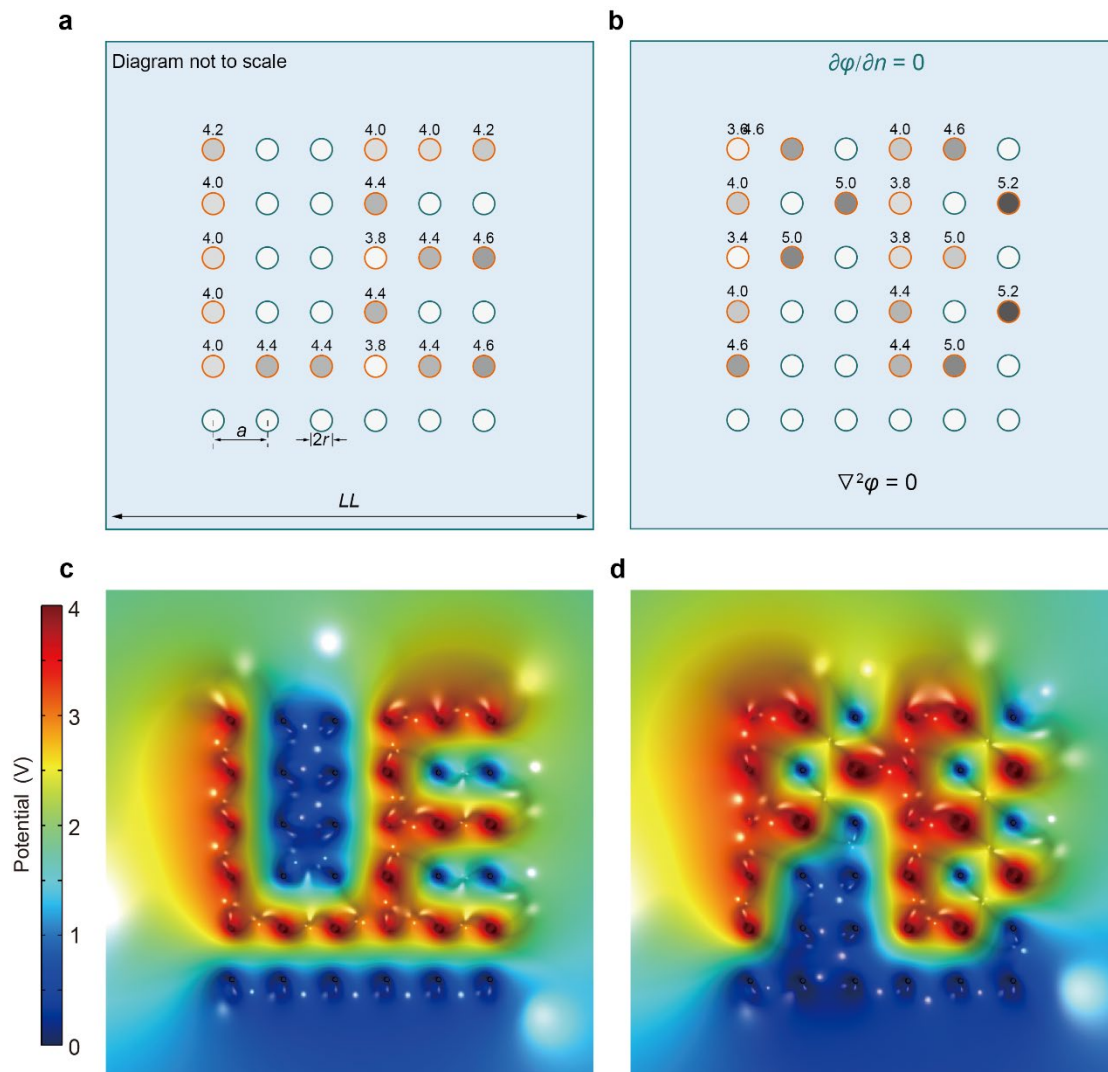 a
Diagram not to scale
4.2 4.0 4.0 4.2
4.0 4.4
4.0 3.8 4.4 4.6
4.0 4.4
4.0 4.4 4.4 3.8 4.4 4.6
a 2r
LL
b
∂φ/∂n = 0
3.6 4.6 4.0 4.6
4.0 5.0 3.8 5.2
3.4 5.0 3.8 5.0
4.0 4.4 5.2
4.6 4.4 5.0
∇²φ = 0
c
Potential (V)
4
3
2
1
0
d